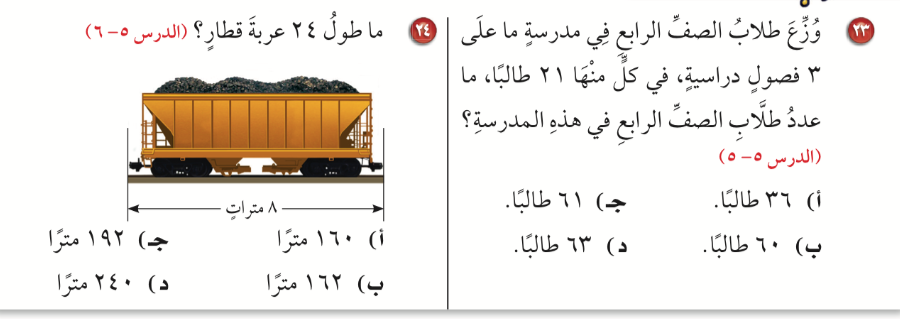 ٢٣ وُزِّعَ طلابُ الصفِّ الرابعِ فِي مدرسةٍ ما علَى
٣ فصولٍ دراسيةٍ، في كلٍّ منْهَا ٢١ طالبًا، ما
عددُ طلَّابِ الصفِّ الرابعِ في هذهِ المدرسةِ؟
(الدرس ٥-٥)
أ) ٣٦ طالبًا. جـ) ٦١ طالبًا.
ب) ٦٠ طالبًا. د) ٦٣ طالبًا.
٢٤ ما طولُ ٢٤ عربةَ قطارٍ؟ (الدرس ٥-٦)
٨ متراتٍ
أ) ١٦٠ مترًا جـ) ١٩٢ مترًا
ب) ١٦٢ مترًا د) ٢٤٠ مترًا